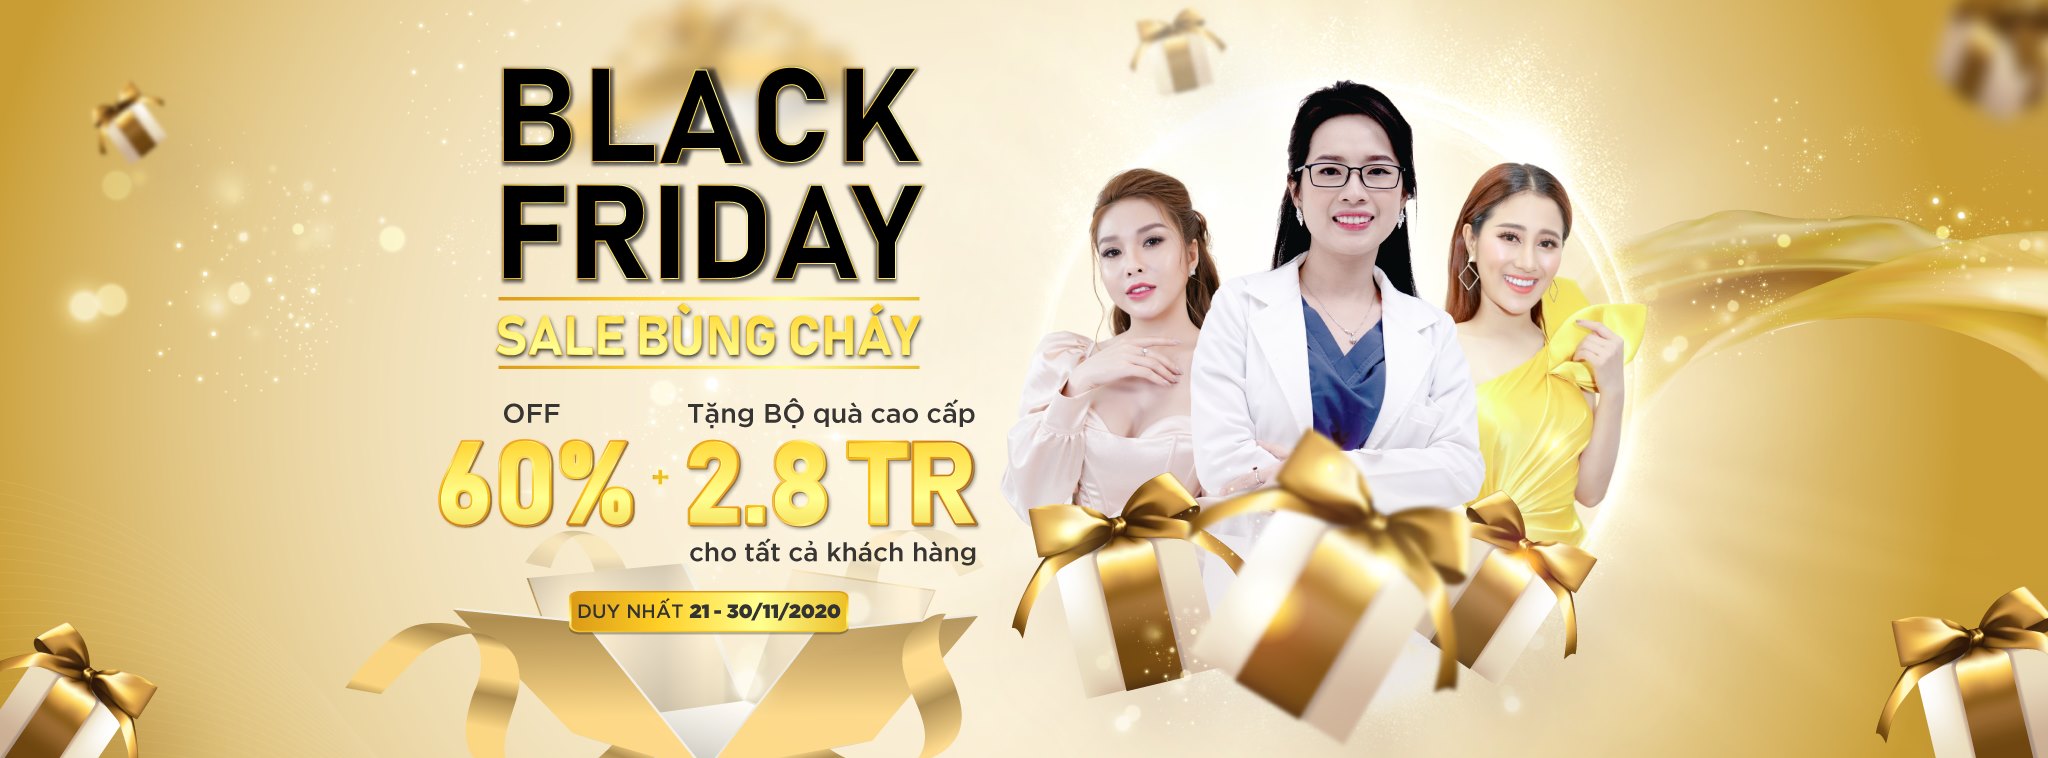 BLACK
FRIDAY
SALE BÙNG CHÁY
OFF
60%
+
Tặng BỘ quà cao cấp
2.8 TR
cho tất cả khách hàng
DUY NHẤT 21 - 30/11/2020